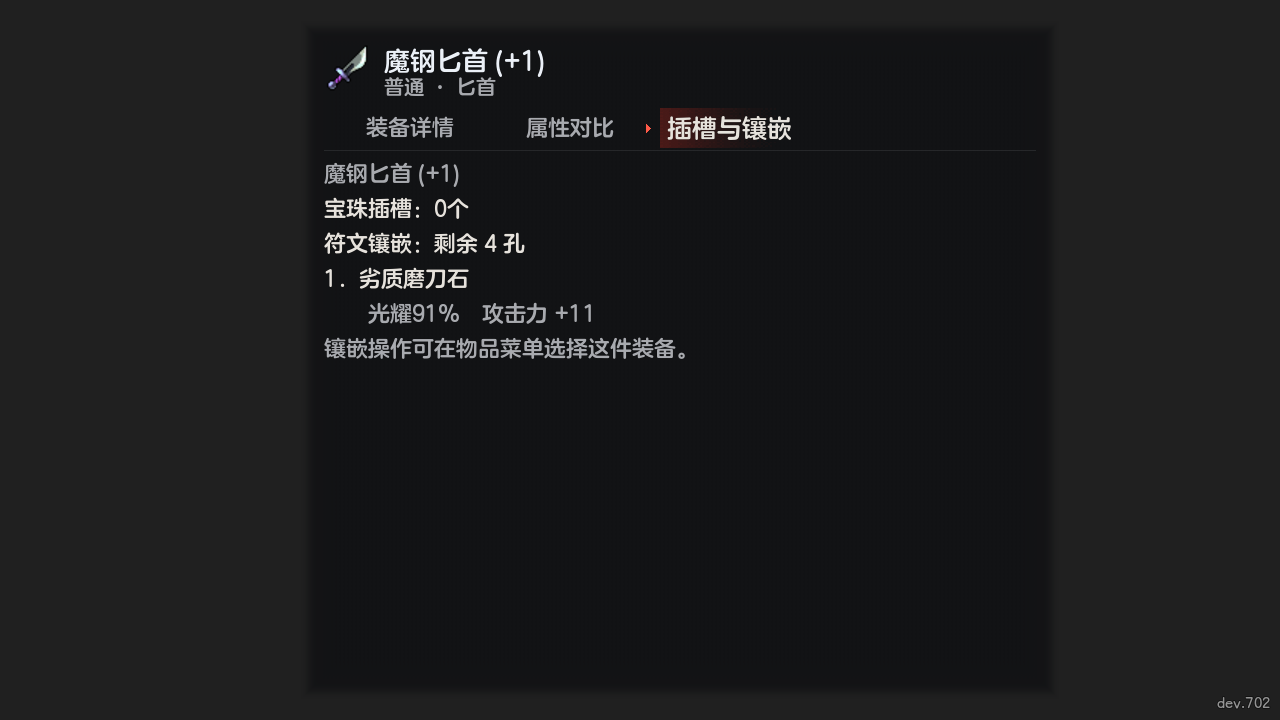 魔钢匕首 (+1)
普通 · 匕首
装备详情 属性对比 插槽与镶嵌
魔钢匕首 (+1)
宝珠插槽：0个
符文镶嵌：剩余 4 孔
1. 劣质磨刀石
光耀91% 攻击力 +11
镶嵌操作可在物品菜单选择这件装备。
dev.702